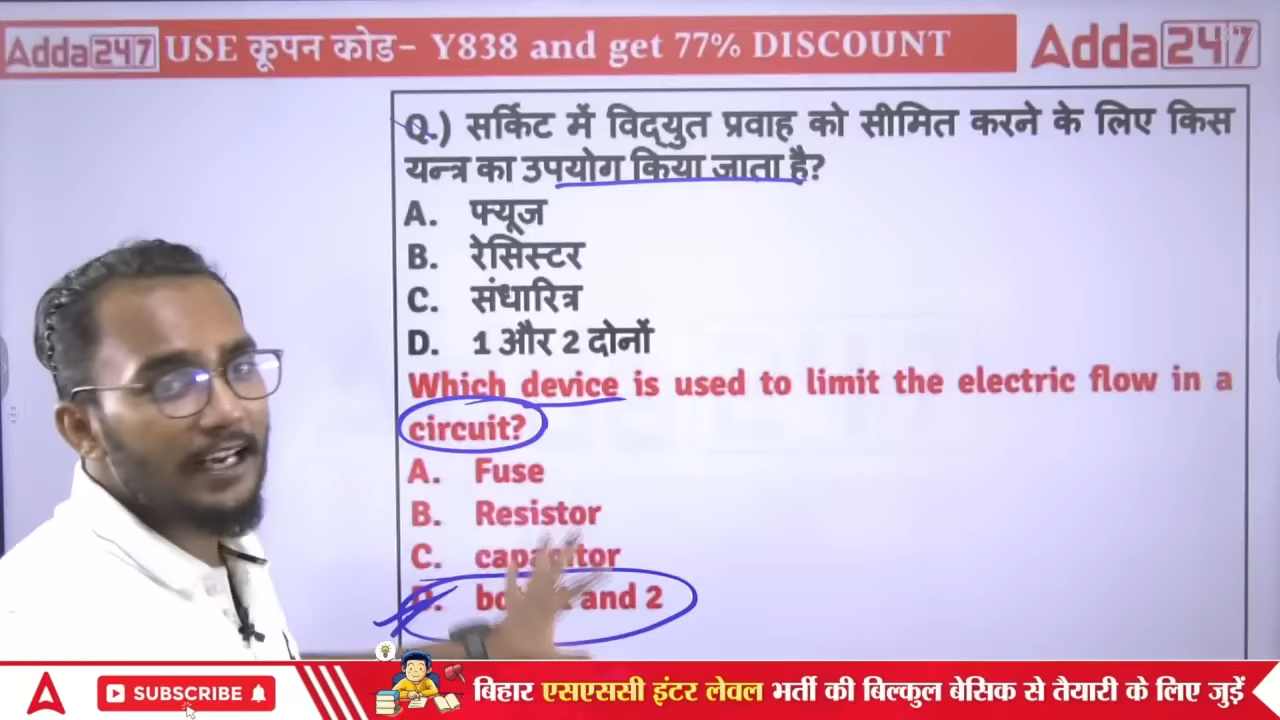 Adda247 USE कूपन कोड- Y838 and get 77% DISCOUNT Adda247
Q.) सर्किट में विद्युत प्रवाह को सीमित करने के लिए किस
यन्त्र का उपयोग किया जाता है?
A. फ्यूज
B. रेसिस्टर
C. संधारित्र
D. 1 और 2 दोनों
Which device is used to limit the electric flow in a
circuit?
A. Fuse
B. Resistor
C. capacitor
D. and 2
SUBSCRIBE
बिहार एसएससी इंटर लेवल भर्ती की बिल्कुल बेसिक से तैयारी के लिए जुड़ें